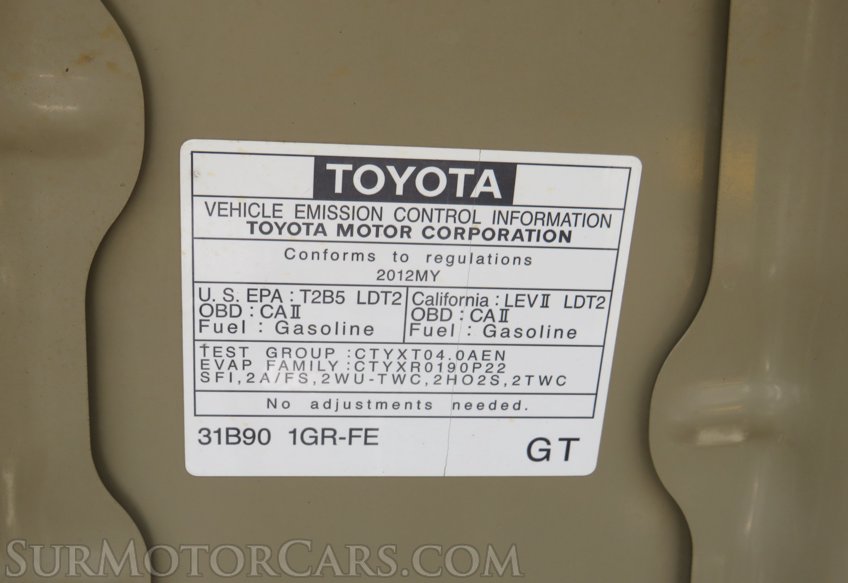 TOYOTA
VEHICLE EMISSION CONTROL INFORMATION
TOYOTA MOTOR CORPORATION
Conforms to regulations
2012MY
U.S. EPA : T2B5 LDT2
OBD : CAⅡ
Fuel : Gasoline
California : LEVⅡ LDT2
OBD : CAⅡ
Fuel : Gasoline
TEST GROUP :CTYXT04.0AEN
EVAP FAMILY:CTYXR0190P22
SFI,2A/FS,2WU-TWC,2HO2S,2TWC
No adjustments needed.
31B90 1GR-FE
GT
SurMotorCars.com